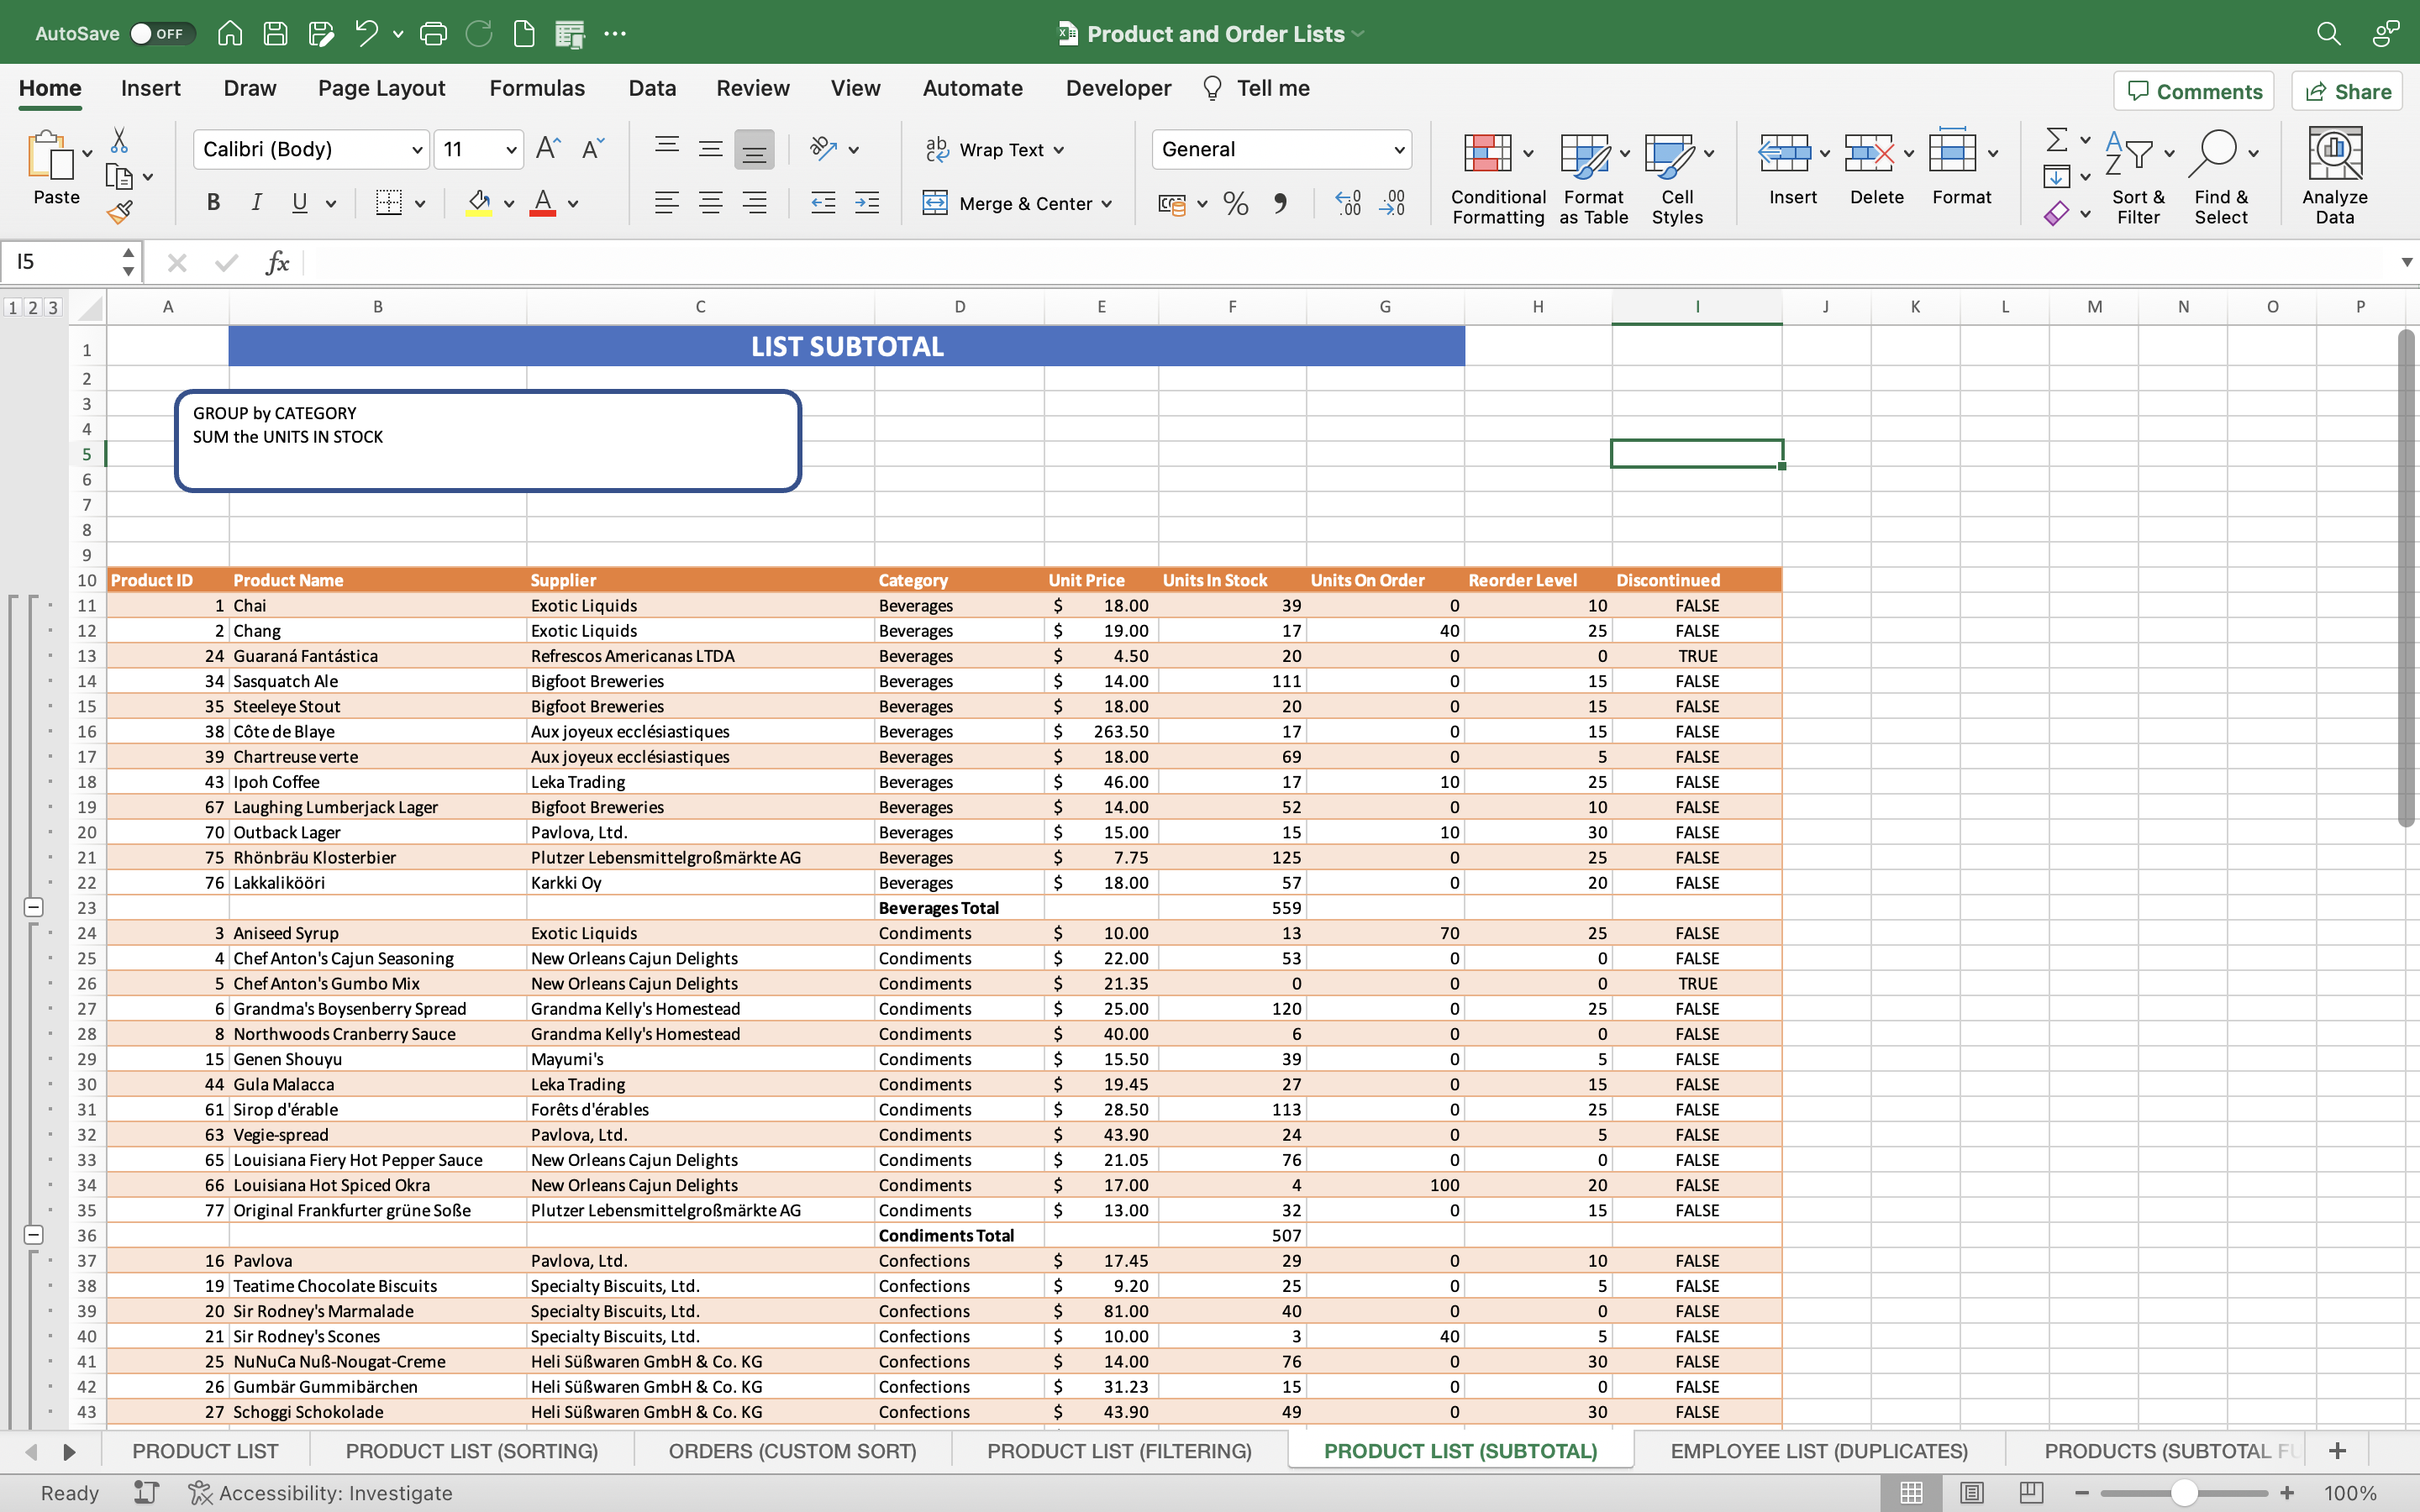 AutoSave OFF Product and Order Lists
Home Insert Draw Page Layout Formulas Data Review View Automate Developer Tell me Comments Share
Calibri (Body) 11 Wrap Text General
Paste B I U Merge & Center % Conditional Formatting Format as Table Cell Styles Insert Delete Format Sort & Filter Find & Select Analyze Data
I5 fx
1 2 3 A B C D E F G H I J K L M N O P
1 LIST SUBTOTAL
2
3 GROUP by CATEGORY
4 SUM the UNITS IN STOCK
5
6
7
8
9
10 Product ID Product Name Supplier Category Unit Price Units In Stock Units On Order Reorder Level Discontinued
11 1 Chai Exotic Liquids Beverages $ 18.00 39 0 10 FALSE
12 2 Chang Exotic Liquids Beverages $ 19.00 17 40 25 FALSE
13 24 Guaraná Fantástica Refrescos Americanas LTDA Beverages $ 4.50 20 0 0 TRUE
14 34 Sasquatch Ale Bigfoot Breweries Beverages $ 14.00 111 0 15 FALSE
15 35 Steeleye Stout Bigfoot Breweries Beverages $ 18.00 20 0 15 FALSE
16 38 Côte de Blaye Aux joyeux ecclésiastiques Beverages $ 263.50 17 0 15 FALSE
17 39 Chartreuse verte Aux joyeux ecclésiastiques Beverages $ 18.00 69 0 5 FALSE
18 43 Ipoh Coffee Leka Trading Beverages $ 46.00 17 10 25 FALSE
19 67 Laughing Lumberjack Lager Bigfoot Breweries Beverages $ 14.00 52 0 10 FALSE
20 70 Outback Lager Pavlova, Ltd. Beverages $ 15.00 15 10 30 FALSE
21 75 Rhönbräu Klosterbier Plutzer Lebensmittelgroßmärkte AG Beverages $ 7.75 125 0 25 FALSE
22 76 Lakkalikööri Karkki Oy Beverages $ 18.00 57 0 20 FALSE
23 Beverages Total 559
24 3 Aniseed Syrup Exotic Liquids Condiments $ 10.00 13 70 25 FALSE
25 4 Chef Anton's Cajun Seasoning New Orleans Cajun Delights Condiments $ 22.00 53 0 0 FALSE
26 5 Chef Anton's Gumbo Mix New Orleans Cajun Delights Condiments $ 21.35 0 0 0 TRUE
27 6 Grandma's Boysenberry Spread Grandma Kelly's Homestead Condiments $ 25.00 120 0 25 FALSE
28 8 Northwoods Cranberry Sauce Grandma Kelly's Homestead Condiments $ 40.00 6 0 0 FALSE
29 15 Genen Shouyu Mayumi's Condiments $ 15.50 39 0 5 FALSE
30 44 Gula Malacca Leka Trading Condiments $ 19.45 27 0 15 FALSE
31 61 Sirop d'érable Forêts d'érables Condiments $ 28.50 113 0 25 FALSE
32 63 Vegie-spread Pavlova, Ltd. Condiments $ 43.90 24 0 5 FALSE
33 65 Louisiana Fiery Hot Pepper Sauce New Orleans Cajun Delights Condiments $ 21.05 76 0 0 FALSE
34 66 Louisiana Hot Spiced Okra New Orleans Cajun Delights Condiments $ 17.00 4 100 20 FALSE
35 77 Original Frankfurter grüne Soße Plutzer Lebensmittelgroßmärkte AG Condiments $ 13.00 32 0 15 FALSE
36 Condiments Total 507
37 16 Pavlova Pavlova, Ltd. Confections $ 17.45 29 0 10 FALSE
38 19 Teatime Chocolate Biscuits Specialty Biscuits, Ltd. Confections $ 9.20 25 0 5 FALSE
39 20 Sir Rodney's Marmalade Specialty Biscuits, Ltd. Confections $ 81.00 40 0 0 FALSE
40 21 Sir Rodney's Scones Specialty Biscuits, Ltd. Confections $ 10.00 3 40 5 FALSE
41 25 NuNuCa Nuß-Nougat-Creme Heli Süßwaren GmbH & Co. KG Confections $ 14.00 76 0 30 FALSE
42 26 Gumbär Gummibärchen Heli Süßwaren GmbH & Co. KG Confections $ 31.23 15 0 0 FALSE
43 27 Schoggi Schokolade Heli Süßwaren GmbH & Co. KG Confections $ 43.90 49 0 30 FALSE
PRODUCT LIST PRODUCT LIST (SORTING) ORDERS (CUSTOM SORT) PRODUCT LIST (FILTERING) PRODUCT LIST (SUBTOTAL) EMPLOYEE LIST (DUPLICATES) PRODUCTS (SUBTOTAL FU
Ready Accessibility: Investigate 100%